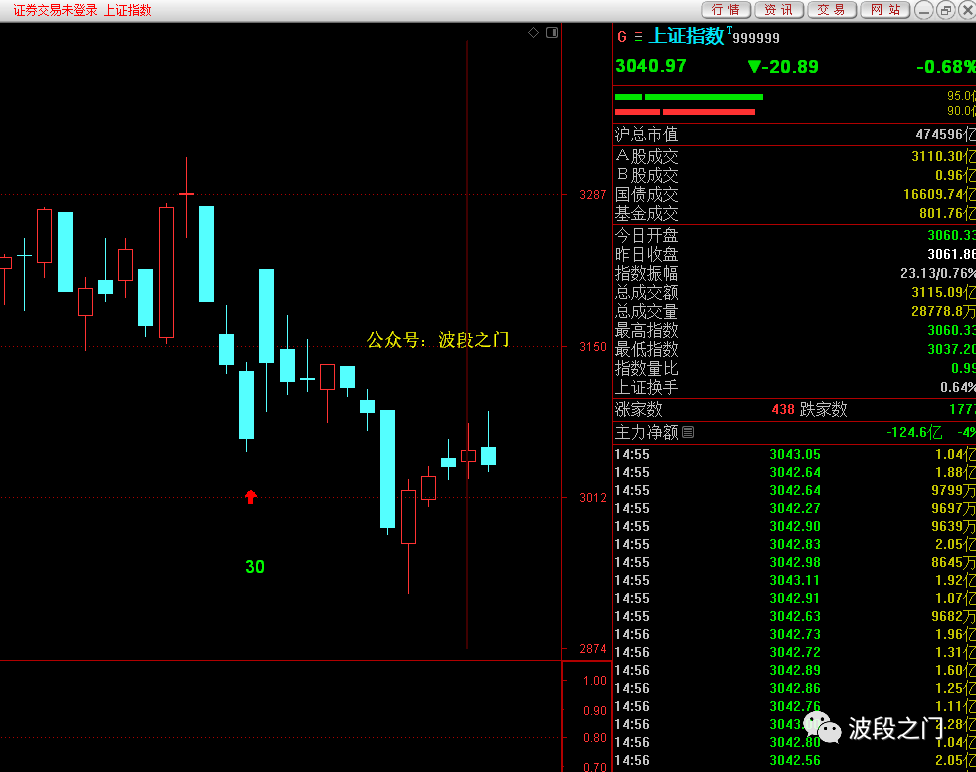 证券交易未登录 上证指数
行情 资讯 交易 网站
G 上证指数 T 999999
3040.97 ▼-20.89 -0.68%
95.0亿
90.0亿
沪总市值 474596亿
A股成交 3110.30亿
B股成交 0.96亿
国债成交 16609.74亿
基金成交 801.76亿
今日开盘 3060.33
昨日收盘 3061.86
指数振幅 23.13/0.76%
总成交额 3115.09亿
总成交量 28778.8万
最高指数 3060.33
最低指数 3037.20
指数量比 0.99
上证换手 0.64%
涨家数 438 跌家数 177
主力净额 -124.6亿 -4%
14:55 3043.05 1.04亿
14:55 3042.64 1.88亿
14:55 3042.64 9799万
14:55 3042.27 9697万
14:55 3042.90 9639万
14:55 3042.83 2.05亿
14:55 3042.98 8645万
14:55 3043.11 1.92亿
14:55 3042.91 1.07亿
14:55 3042.63 9682万
14:56 3042.73 1.96亿
14:56 3042.72 1.31亿
14:56 3042.89 1.60亿
14:56 3042.86 1.25亿
14:56 3042.76 1.11亿
14:56 2.28亿
14:56 3042.80 1.04亿
14:56 3042.56 2.05亿
3287
公众号：波段之门
3150
3012
30
2874
1.00
0.90
0.80
0.70
波段之门